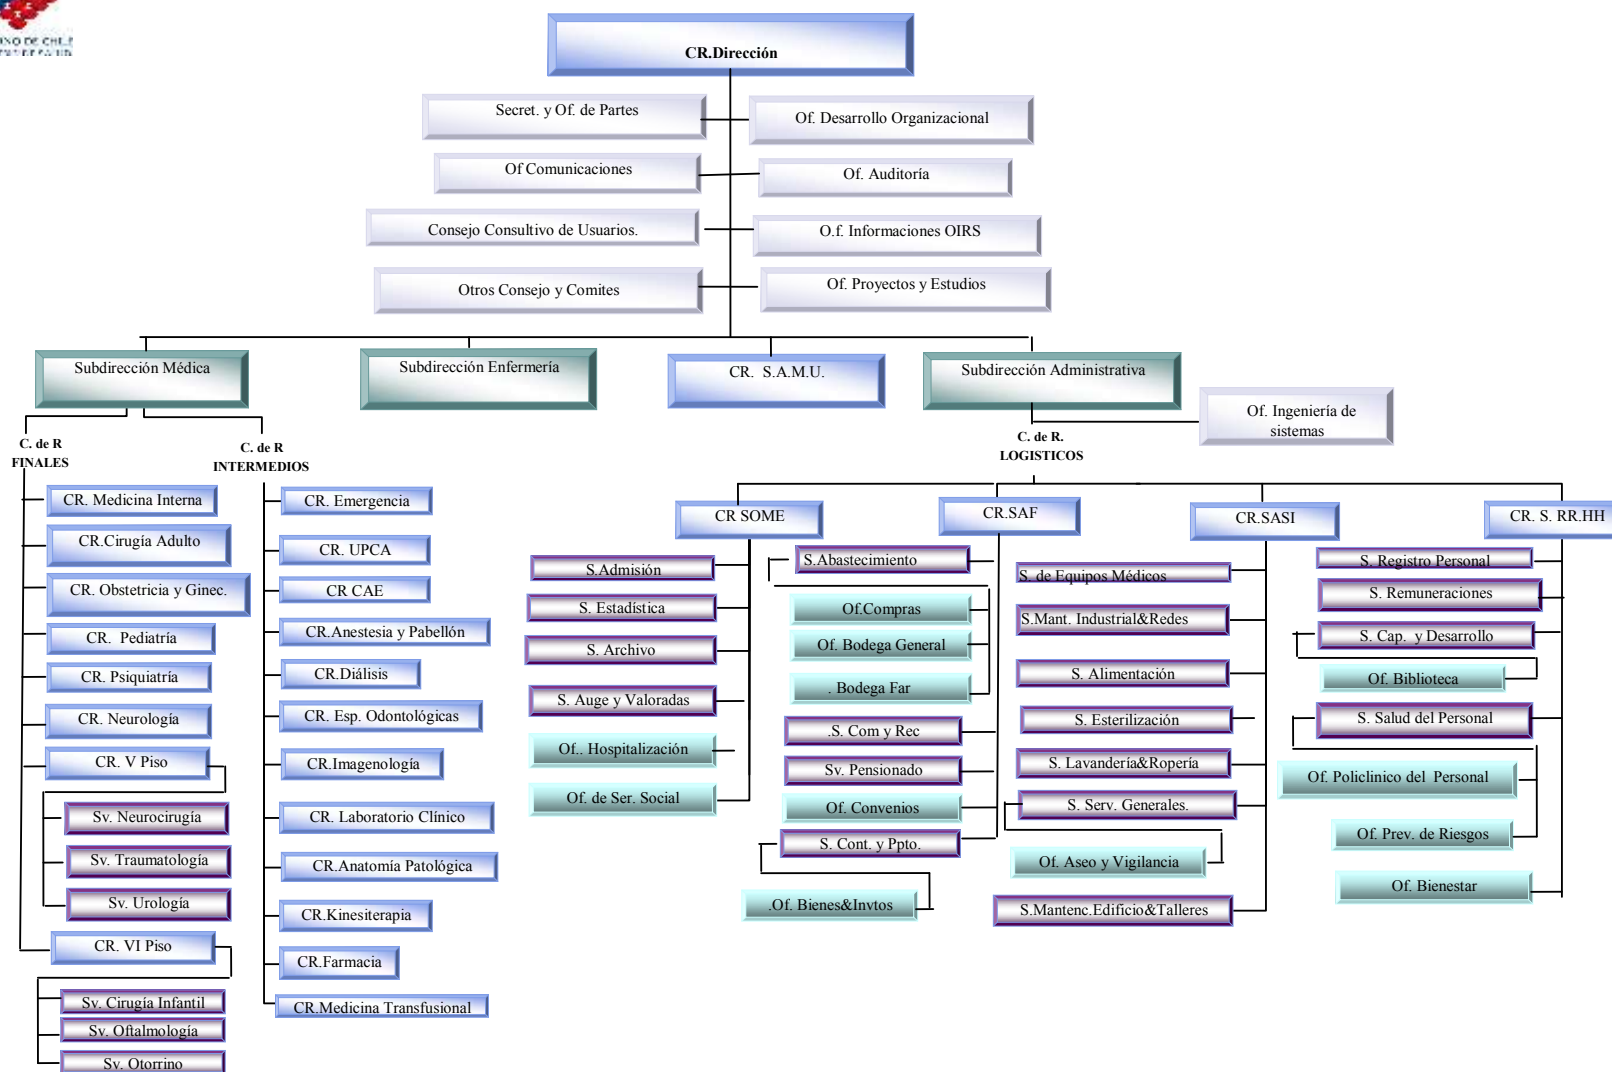 CR.Dirección
Secret. y Of. de Partes
Of. Desarrollo Organizacional
Of Comunicaciones
Of. Auditoría
Consejo Consultivo de Usuarios.
O.f. Informaciones OIRS
Otros Consejo y Comites
Of. Proyectos y Estudios
Subdirección Médica
Subdirección Enfermería
CR. S.A.M.U.
Subdirección Administrativa
Of. Ingeniería de
sistemas
C. de R
FINALES
C. de R
INTERMEDIOS
C. de R.
LOGISTICOS
CR. Medicina Interna
CR.Cirugía Adulto
CR. Obstetricia y Ginec.
CR. Pediatría
CR. Psiquiatría
CR. Neurología
CR. V Piso
Sv. Neurocirugía
Sv. Traumatología
Sv. Urología
CR. VI Piso
Sv. Cirugía Infantil
Sv. Oftalmología
Sv. Otorrino
CR. Emergencia
CR. UPCA
CR CAE
CR.Anestesia y Pabellón
CR.Diálisis
CR. Esp. Odontológicas
CR.Imagenología
CR. Laboratorio Clínico
CR.Anatomía Patológica
CR.Kinesiterapia
CR.Farmacia
CR.Medicina Transfusional
CR SOME
S.Admisión
S. Estadística
S. Archivo
S. Auge y Valoradas
Of.. Hospitalización
Of. de Ser. Social
CR.SAF
S.Abastecimiento
Of.Compras
Of. Bodega General
. Bodega Far
.S. Com y Rec
Sv. Pensionado
Of. Convenios
S. Cont. y Ppto.
.Of. Bienes&Invtos
CR.SASI
S. de Equipos Médicos
S.Mant. Industrial&Redes
S. Alimentación
S. Esterilización
S. Lavandería&Ropería
S. Serv. Generales.
Of. Aseo y Vigilancia
S.Mantenc.Edificio&Talleres
CR. S. RR.HH
S. Registro Personal
S. Remuneraciones
S. Cap. y Desarrollo
Of. Biblioteca
S. Salud del Personal
Of. Policlinico del Personal
Of. Prev. de Riesgos
Of. Bienestar